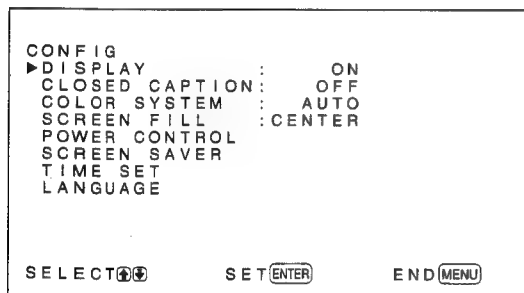 CONFIG
▶DISPLAY : ON
CLOSED CAPTION: OFF
COLOR SYSTEM : AUTO
SCREEN FILL :CENTER
POWER CONTROL
SCREEN SAVER
TIME SET
LANGUAGE
SELECT⬆⬇ SET ENTER END MENU